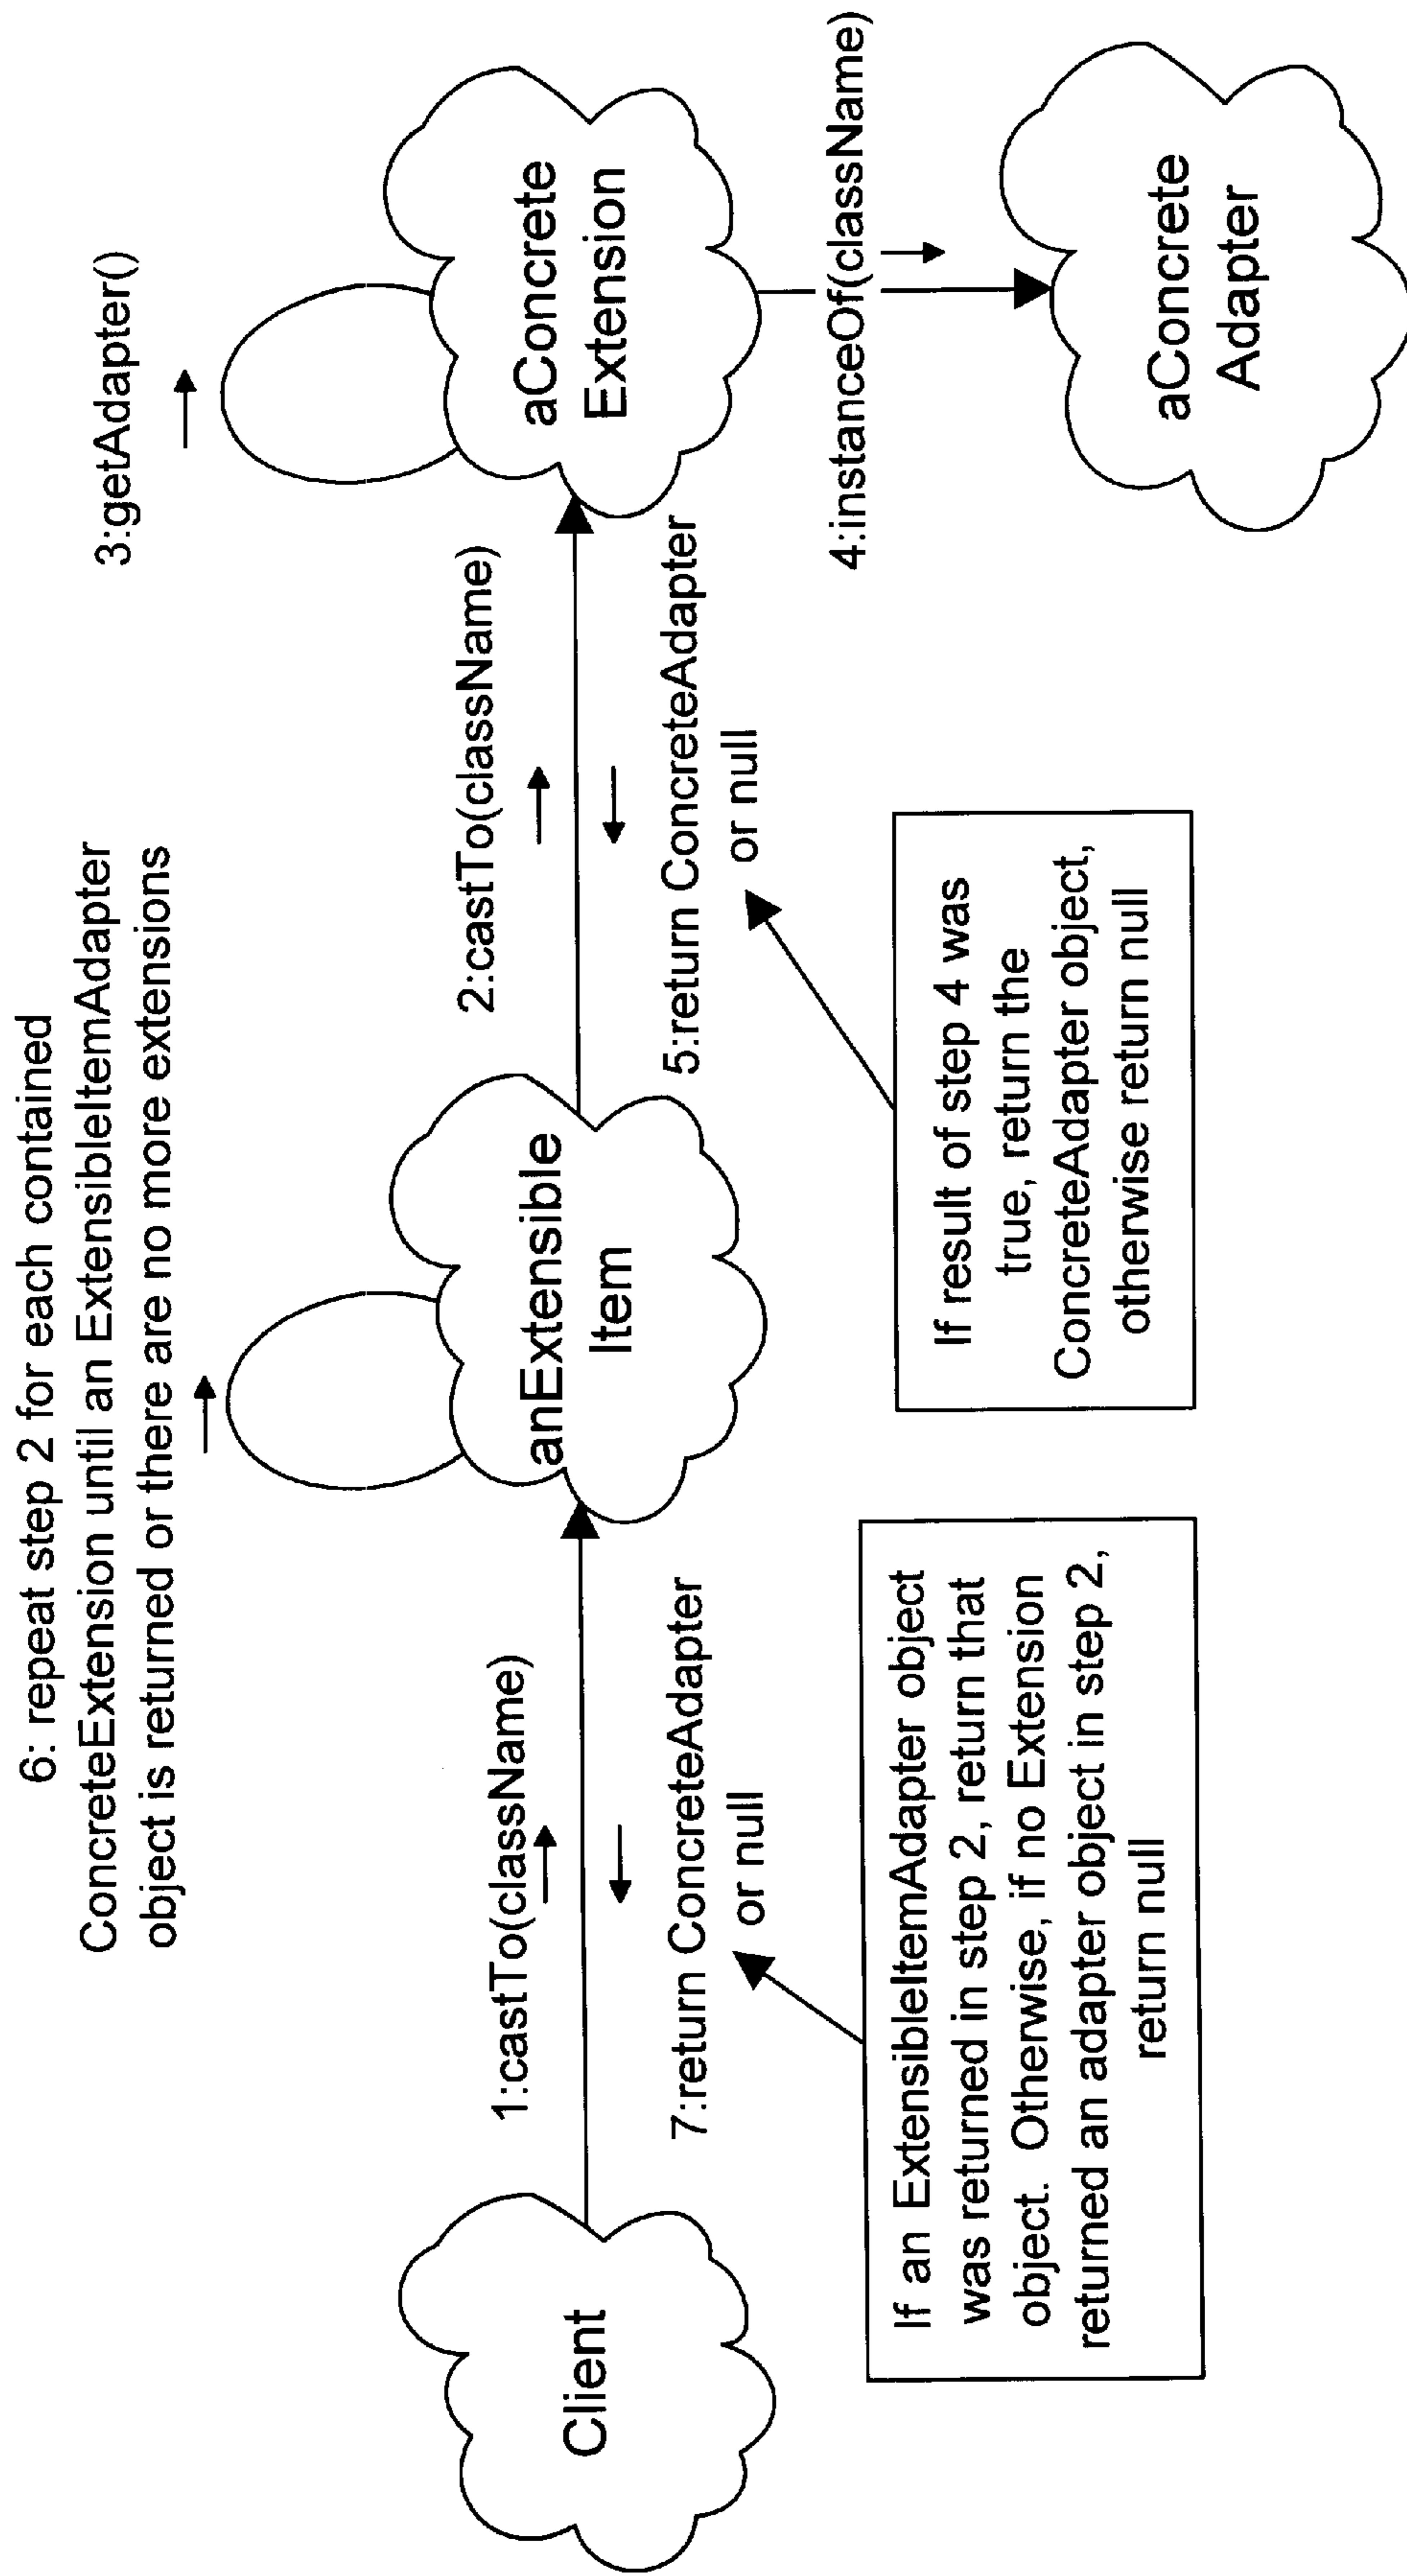 6: repeat step 2 for each contained
ConcreteExtension until an ExtensibleItemAdapter
object is returned or there are no more extensions
3:getAdapter()
1:castTo(className)
2:castTo(className)
Client
anExtensible
Item
aConcrete
Extension
7:return ConcreteAdapter
or null
5:return ConcreteAdapter
or null
4:instanceOf(className)
If an ExtensibleItemAdapter object
was returned in step 2, return that
object. Otherwise, if no Extension
returned an adapter object in step 2,
return null
If result of step 4 was
true, return the
ConcreteAdapter object,
otherwise return null
aConcrete
Adapter